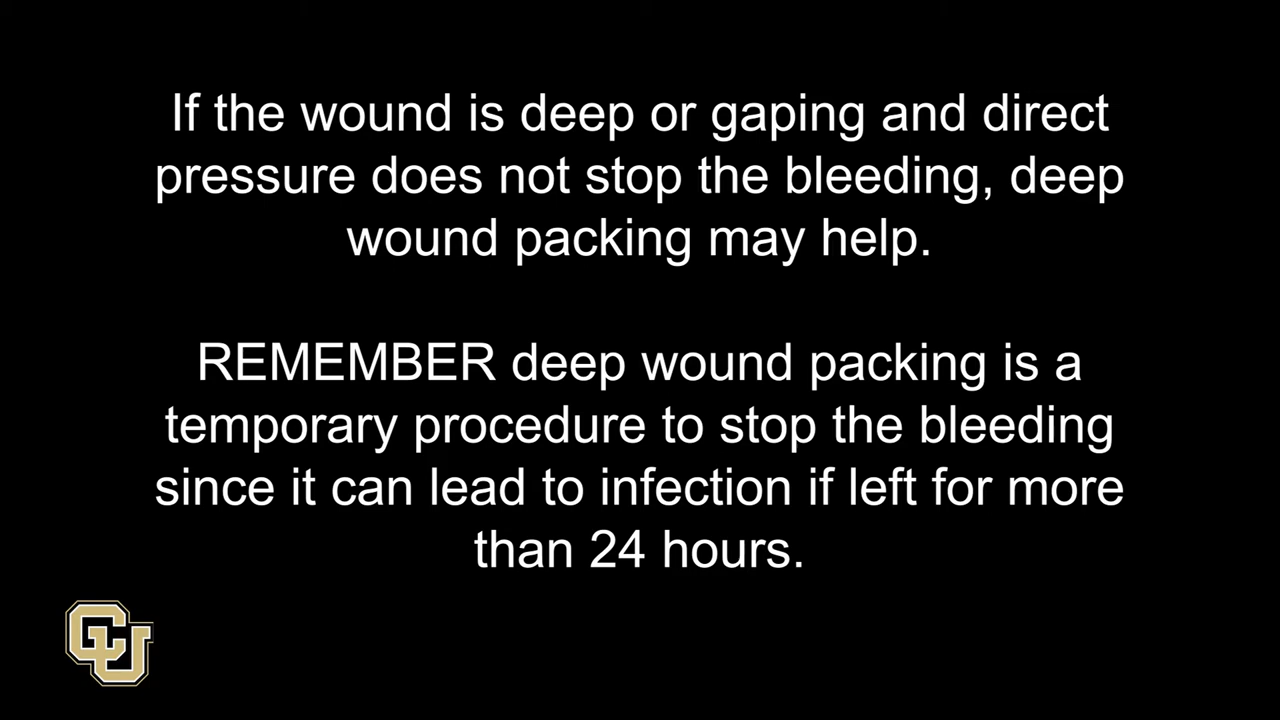 If the wound is deep or gaping and direct
pressure does not stop the bleeding, deep
wound packing may help.
REMEMBER deep wound packing is a
temporary procedure to stop the bleeding
since it can lead to infection if left for more
than 24 hours.
CU